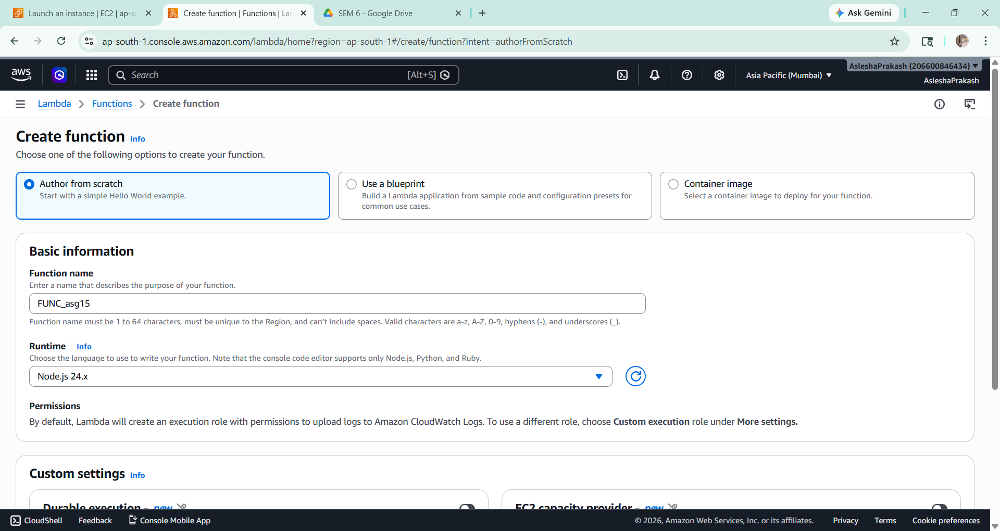 Launch an instance | EC2 | ap-so
Create function | Functions | Lam
SEM 6 - Google Drive
Ask Gemini
ap-south-1.console.aws.amazon.com/lambda/home?region=ap-south-1#/create/function?intent=authorFromScratch
aws
Search
[Alt+S]
Asia Pacific (Mumbai)
AsleshaPrakash (206600846434)
AsleshaPrakash
Lambda
Functions
Create function
Create function Info
Choose one of the following options to create your function.
Author from scratch
Start with a simple Hello World example.
Use a blueprint
Build a Lambda application from sample code and configuration presets for
common use cases.
Container image
Select a container image to deploy for your function.
Basic information
Function name
Enter a name that describes the purpose of your function.
FUNC_asg15
Function name must be 1 to 64 characters, must be unique to the Region, and can't include spaces. Valid characters are a-z, A-Z, 0-9, hyphens (-), and underscores (_).
Runtime Info
Choose the language to use to write your function. Note that the console code editor supports only Node.js, Python, and Ruby.
Node.js 24.x
Permissions
By default, Lambda will create an execution role with permissions to upload logs to Amazon CloudWatch Logs. To use a different role, choose Custom execution role under More settings.
Custom settings Info
Durable execution - new
EC2 capacity provider - new
CloudShell
Feedback
Console Mobile App
© 2026, Amazon Web Services, Inc. or its affiliates.
Privacy
Terms
Cookie preferences